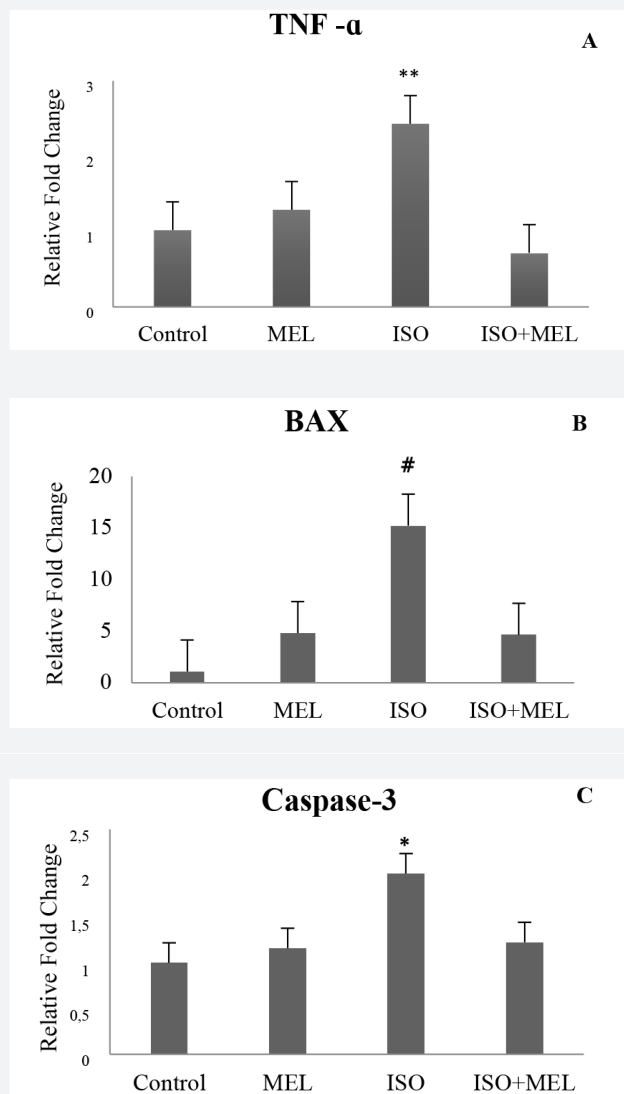 TNF -α
A
**
Relative Fold Change
3
2
1
0
Control MEL ISO ISO+MEL
BAX
B
#
Relative Fold Change
20
15
10
5
0
Control MEL ISO ISO+MEL
Caspase-3
C
*
Relative Fold Change
2,5
2
1,5
1
0,5
0
Control MEL ISO ISO+MEL